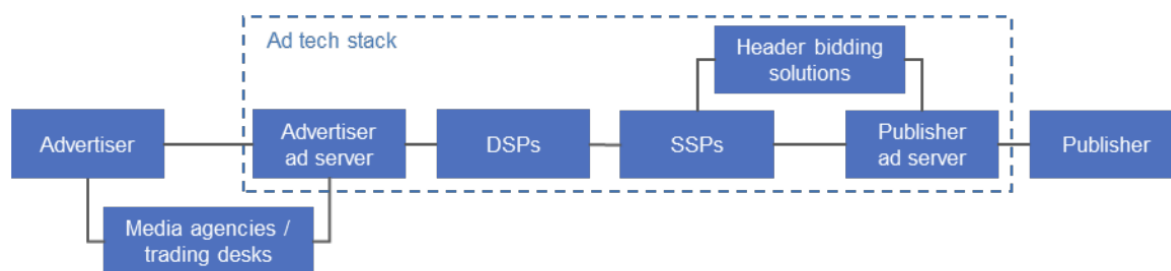 Ad tech stack
Header bidding
solutions
Advertiser
Advertiser
ad server
DSPs
SSPs
Publisher
ad server
Publisher
Media agencies /
trading desks